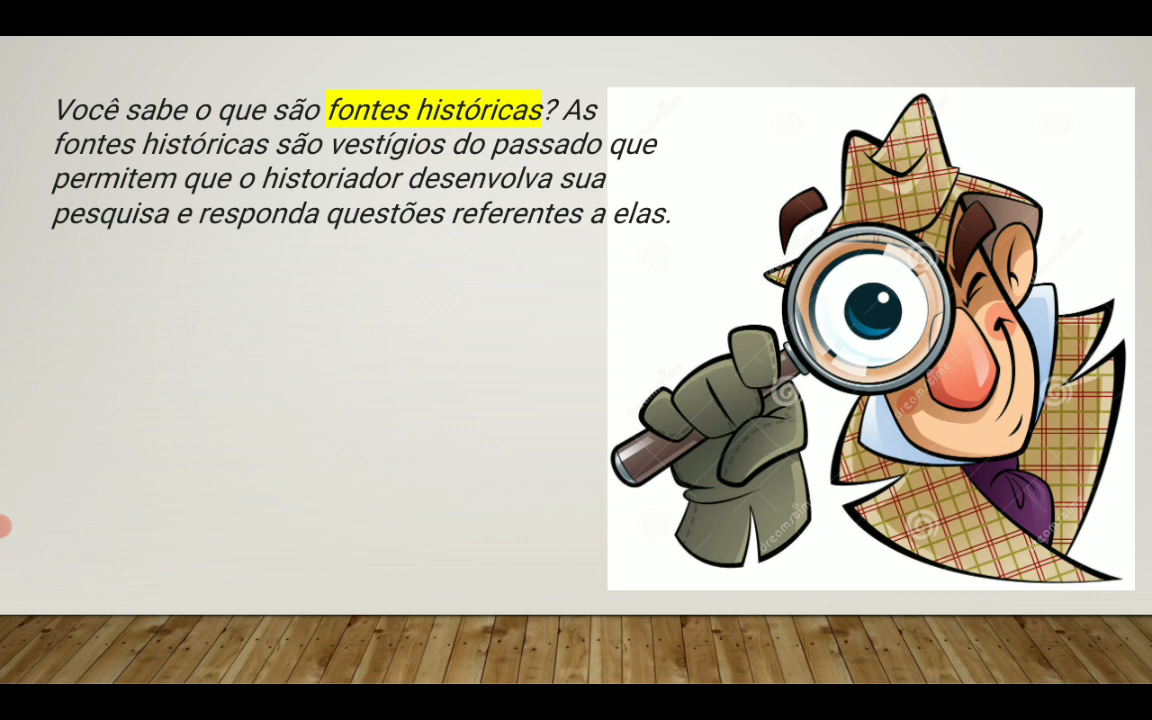 Você sabe o que são fontes históricas? As
fontes históricas são vestígios do passado que
permitem que o historiador desenvolva sua
pesquisa e responda questões referentes a elas.
dreamstime